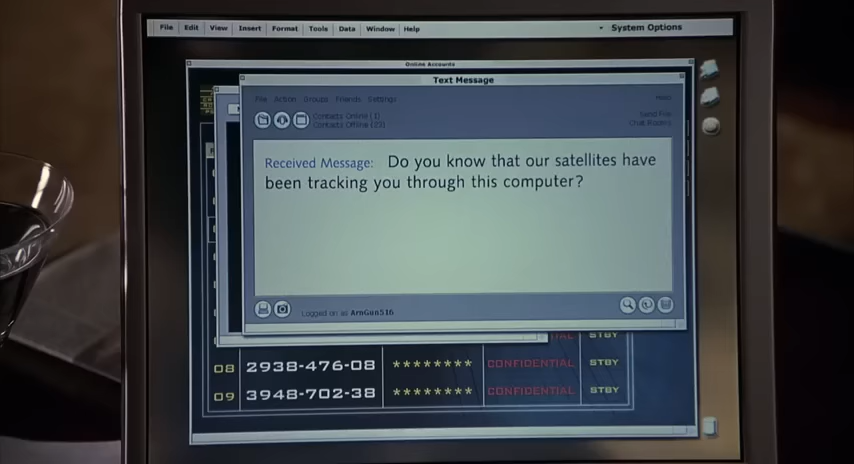 File Edit View Insert Format Tools Data Window Help System Options
Online Accounts
Text Message
File Action Groups Friends Settings
Contacts Online (1)
Contacts Offline (23)
Send File
Chat Rooms
Received Message: Do you know that our satellites have
been tracking you through this computer?
Logged on as ArnGun516
STBY
08 2938-476-08 ******** CONFIDENTIAL STBY
09 3948-702-38 ******** CONFIDENTIAL STBY